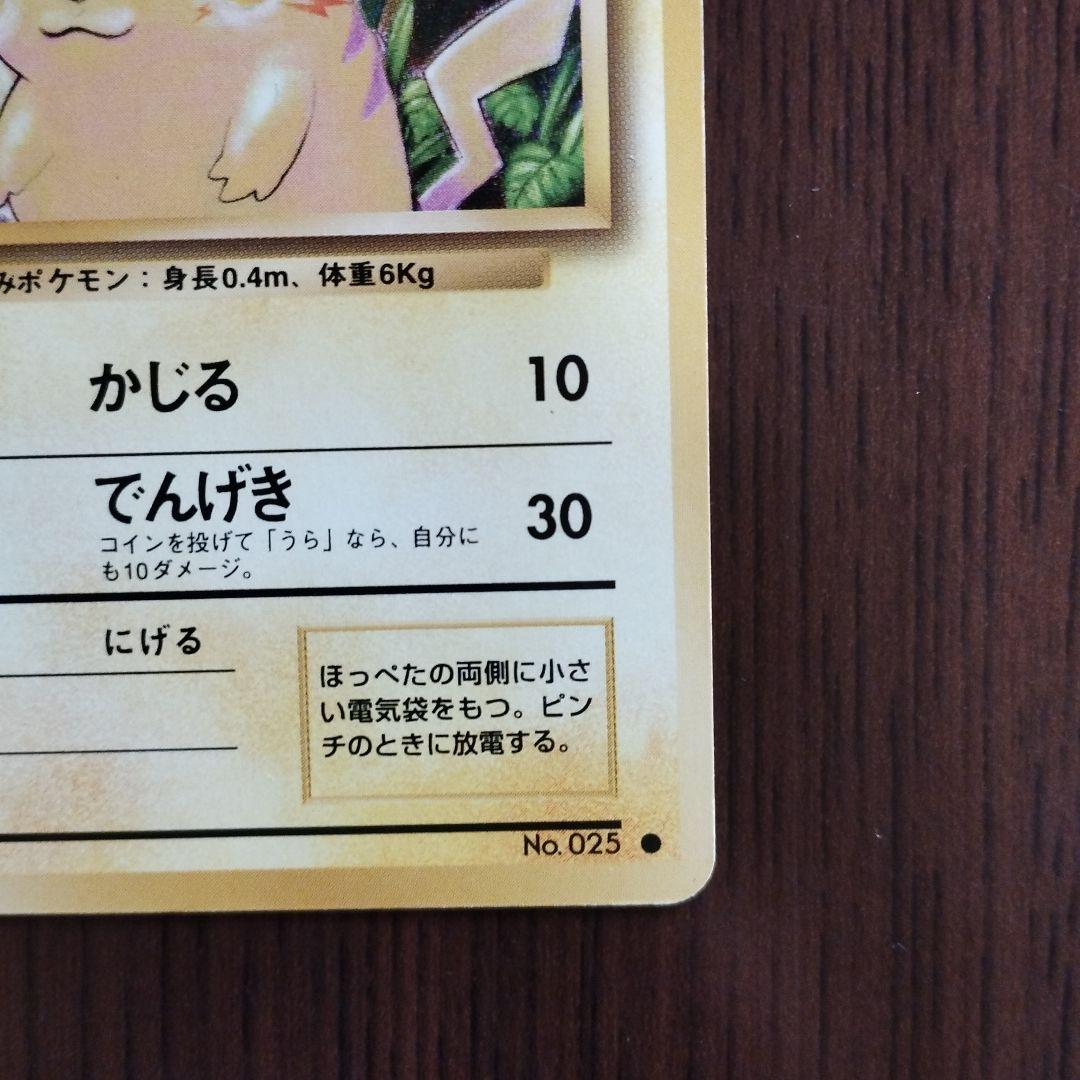 みポケモン：身長0.4m、体重6Kg
かじる 10
でんげき 30
コインを投げて「うら」なら、自分に
も10ダメージ。
にげる
ほっぺたの両側に小さ
い電気袋をもつ。ピン
チのときに放電する。
No. 025 ●